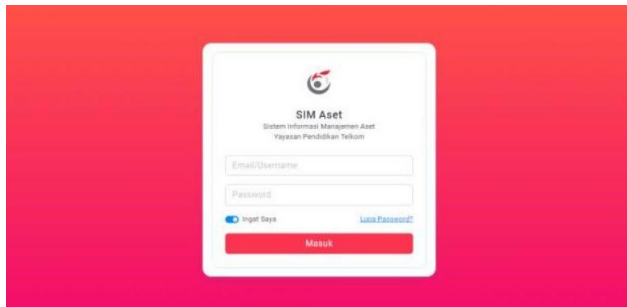 SIM Aset
Sistem Informasi Manajemen Aset
Yayasan Pendidikan Telkom
Email/Username
Password
Ingat Saya
Lupa Password?
Masuk